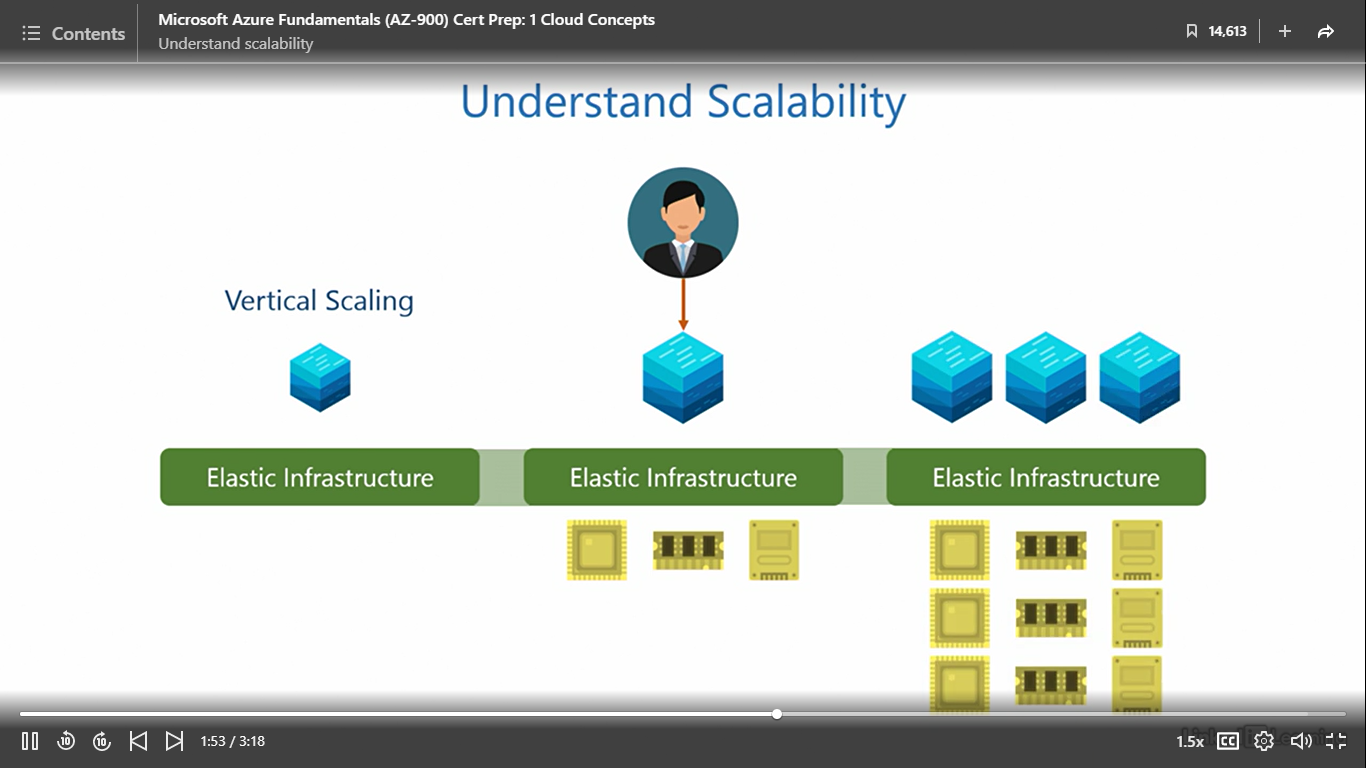 Contents
Microsoft Azure Fundamentals (AZ-900) Cert Prep: 1 Cloud Concepts
Understand scalability
14,613
Understand Scalability
Vertical Scaling
Elastic Infrastructure
Elastic Infrastructure
Elastic Infrastructure
10
10
1:53 / 3:18
1.5x
CC